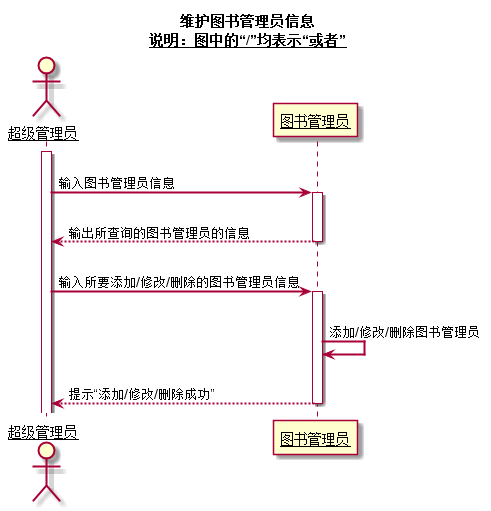 维护图书管理员信息
说明：图中的“/”均表示“或者”
超级管理员
图书管理员
输入图书管理员信息
输出所查询的图书管理员的信息
输入所要添加/修改/删除的图书管理员信息
添加/修改/删除图书管理员
提示“添加/修改/删除成功”
超级管理员
图书管理员